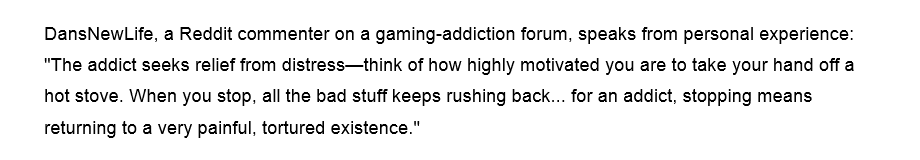 DansNewLife, a Reddit commenter on a gaming-addiction forum, speaks from personal experience:
"The addict seeks relief from distress—think of how highly motivated you are to take your hand off a
hot stove. When you stop, all the bad stuff keeps rushing back... for an addict, stopping means
returning to a very painful, tortured existence."